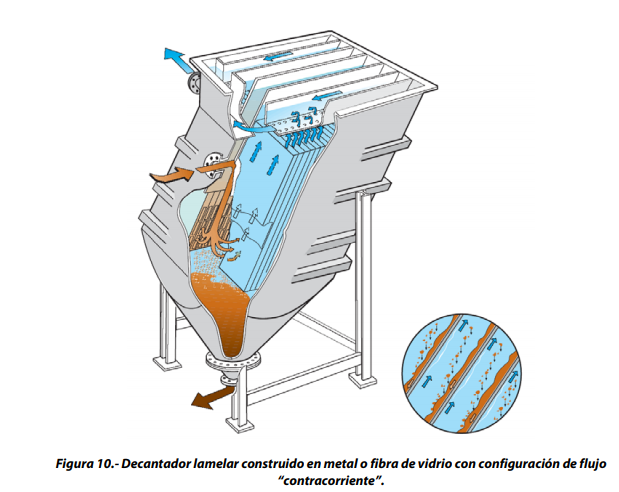 Figura 10.- Decantador lamelar construido en metal o fibra de vidrio con configuración de flujo
“contracorriente”.